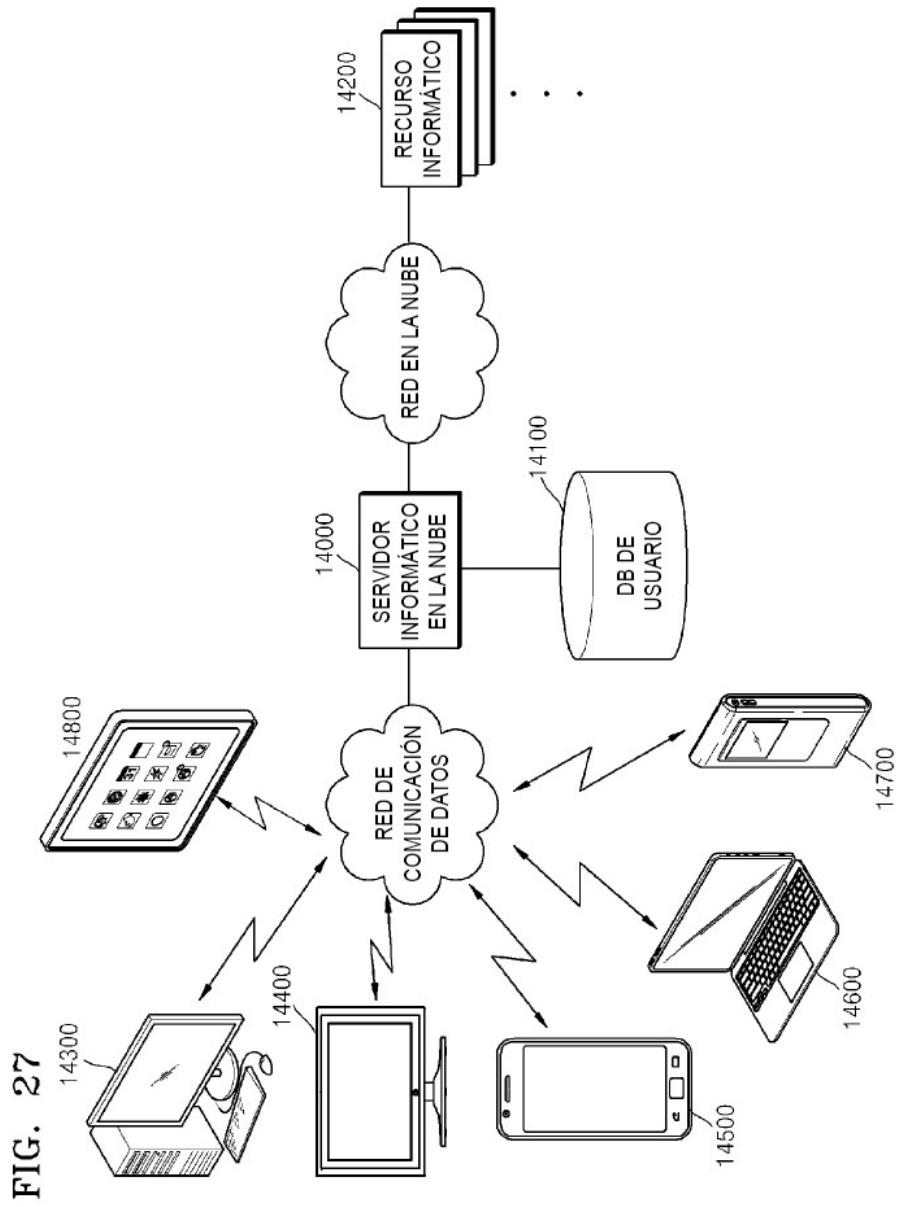 FIG. 27
14300
14800
14400
14500
14600
14700
RED DE
COMUNICACIÓN
DE DATOS
14000
SERVIDOR
INFORMÁTICO
EN LA NUBE
14100
DB DE
USUARIO
RED EN LA NUBE
14200
RECURSO
INFORMÁTICO